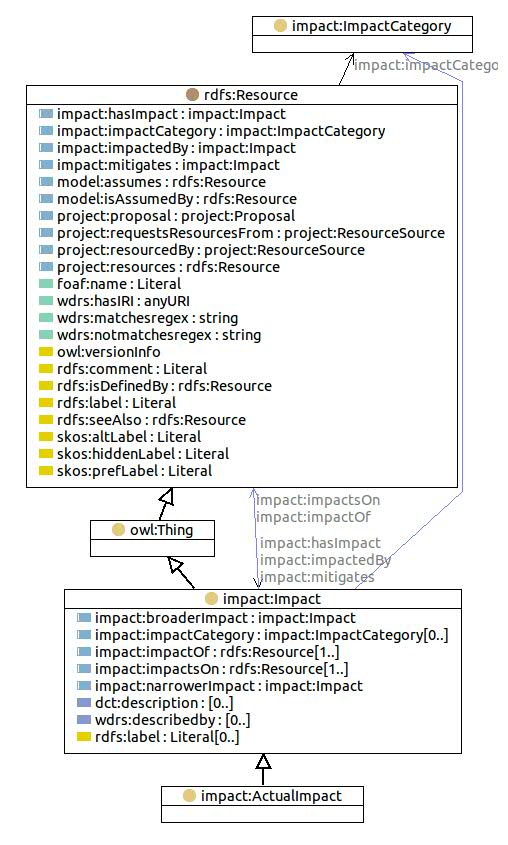 impact:ImpactCategory
impact:impactCatego
rdfs:Resource
impact:hasImpact : impact:Impact
impact:impactCategory : impact:ImpactCategory
impact:impactedBy : impact:Impact
impact:mitigates : impact:Impact
model:assumes : rdfs:Resource
model:isAssumedBy : rdfs:Resource
project:proposal : project:Proposal
project:requestsResourcesFrom : project:ResourceSource
project:resourcedBy : project:ResourceSource
project:resources : rdfs:Resource
foaf:name : Literal
wdrs:hasIRI : anyURI
wdrs:matchesregex : string
wdrs:notmatchesregex : string
owl:versionInfo
rdfs:comment : Literal
rdfs:isDefinedBy : rdfs:Resource
rdfs:label : Literal
rdfs:seeAlso : rdfs:Resource
skos:altLabel : Literal
skos:hiddenLabel : Literal
skos:prefLabel : Literal
impact:impactsOn
impact:impactOf
owl:Thing
impact:hasImpact
impact:impactedBy
impact:mitigates
impact:Impact
impact:broaderImpact : impact:Impact
impact:impactCategory : impact:ImpactCategory[0..]
impact:impactOf : rdfs:Resource[1..]
impact:impactsOn : rdfs:Resource[1..]
impact:narrowerImpact : impact:Impact
dct:description : [0..]
wdrs:describedby : [0..]
rdfs:label : Literal[0..]
impact:ActualImpact